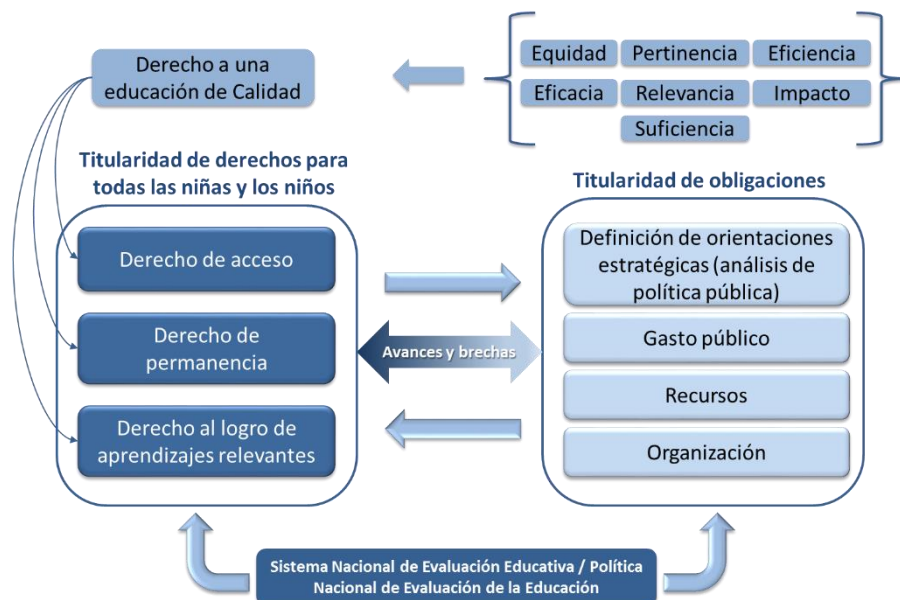 Derecho a una
educación de Calidad
Equidad
Pertinencia
Eficiencia
Eficacia
Relevancia
Impacto
Suficiencia
Titularidad de derechos para
todas las niñas y los niños
Derecho de acceso
Derecho de
permanencia
Derecho al logro de
aprendizajes relevantes
Avances y brechas
Titularidad de obligaciones
Definición de orientaciones
estratégicas (análisis de
política pública)
Gasto público
Recursos
Organización
Sistema Nacional de Evaluación Educativa / Política
Nacional de Evaluación de la Educación